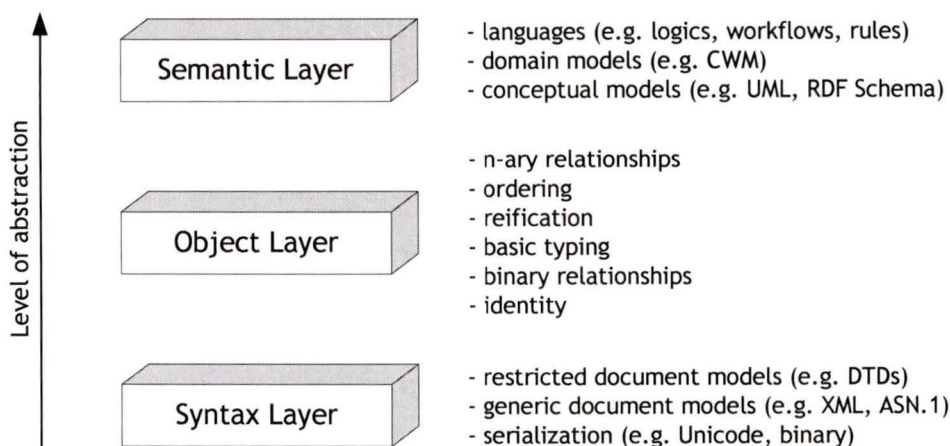 Level of abstraction
Semantic Layer
- languages (e.g. logics, workflows, rules)
- domain models (e.g. CWM)
- conceptual models (e.g. UML, RDF Schema)
Object Layer
- n-ary relationships
- ordering
- reification
- basic typing
- binary relationships
- identity
Syntax Layer
- restricted document models (e.g. DTDs)
- generic document models (e.g. XML, ASN.1)
- serialization (e.g. Unicode, binary)